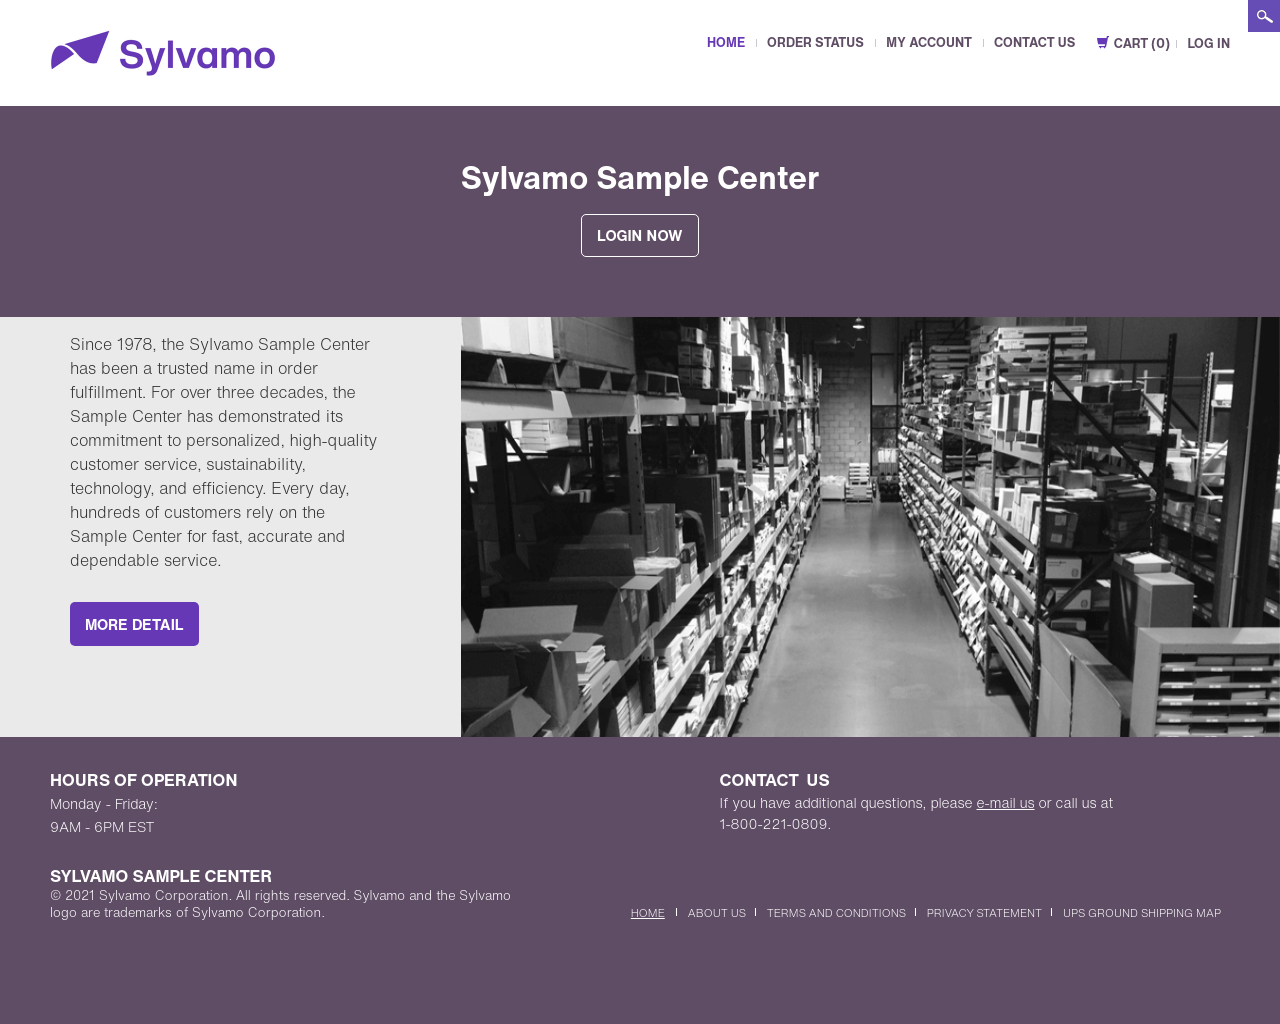 Sylvamo
HOME ORDER STATUS MY ACCOUNT CONTACT US CART (0) LOG IN
Sylvamo Sample Center
LOGIN NOW
Since 1978, the Sylvamo Sample Center
has been a trusted name in order
fulfillment. For over three decades, the
Sample Center has demonstrated its
commitment to personalized, high-quality
customer service, sustainability,
technology, and efficiency. Every day,
hundreds of customers rely on the
Sample Center for fast, accurate and
dependable service.
MORE DETAIL
HOURS OF OPERATION
Monday - Friday:
9AM - 6PM EST
CONTACT US
If you have additional questions, please e-mail us or call us at
1-800-221-0809.
SYLVAMO SAMPLE CENTER
© 2021 Sylvamo Corporation. All rights reserved. Sylvamo and the Sylvamo
logo are trademarks of Sylvamo Corporation.
HOME ABOUT US TERMS AND CONDITIONS PRIVACY STATEMENT UPS GROUND SHIPPING MAP